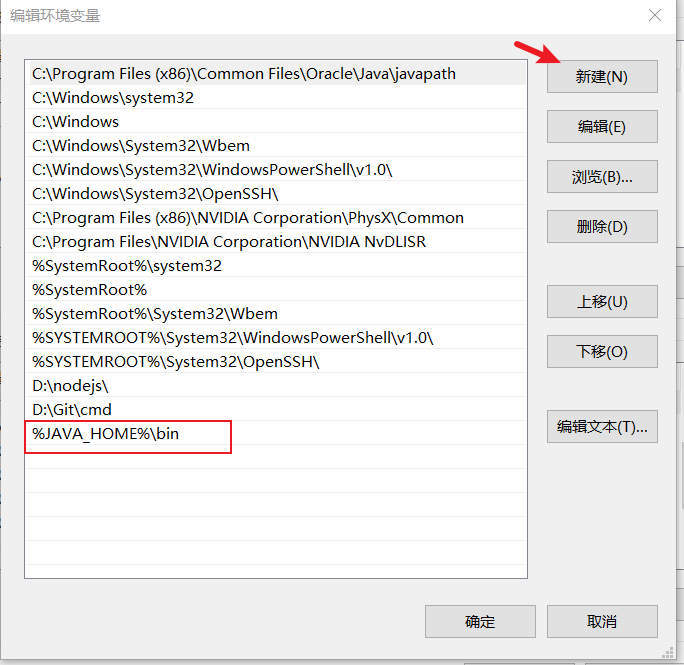 编辑环境变量
C:\Program Files (x86)\Common Files\Oracle\Java\javapath
C:\Windows\system32
C:\Windows
C:\Windows\System32\Wbem
C:\Windows\System32\WindowsPowerShell\v1.0\
C:\Windows\System32\OpenSSH\
C:\Program Files (x86)\NVIDIA Corporation\PhysX\Common
C:\Program Files\NVIDIA Corporation\NVIDIA NvDLISR
%SystemRoot%\system32
%SystemRoot%
%SystemRoot%\System32\Wbem
%SYSTEMROOT%\System32\WindowsPowerShell\v1.0\
%SYSTEMROOT%\System32\OpenSSH\
D:\nodejs\
D:\Git\cmd
%JAVA_HOME%\bin
新建(N)
编辑(E)
浏览(B)...
删除(D)
上移(U)
下移(O)
编辑文本(T)...
确定
取消